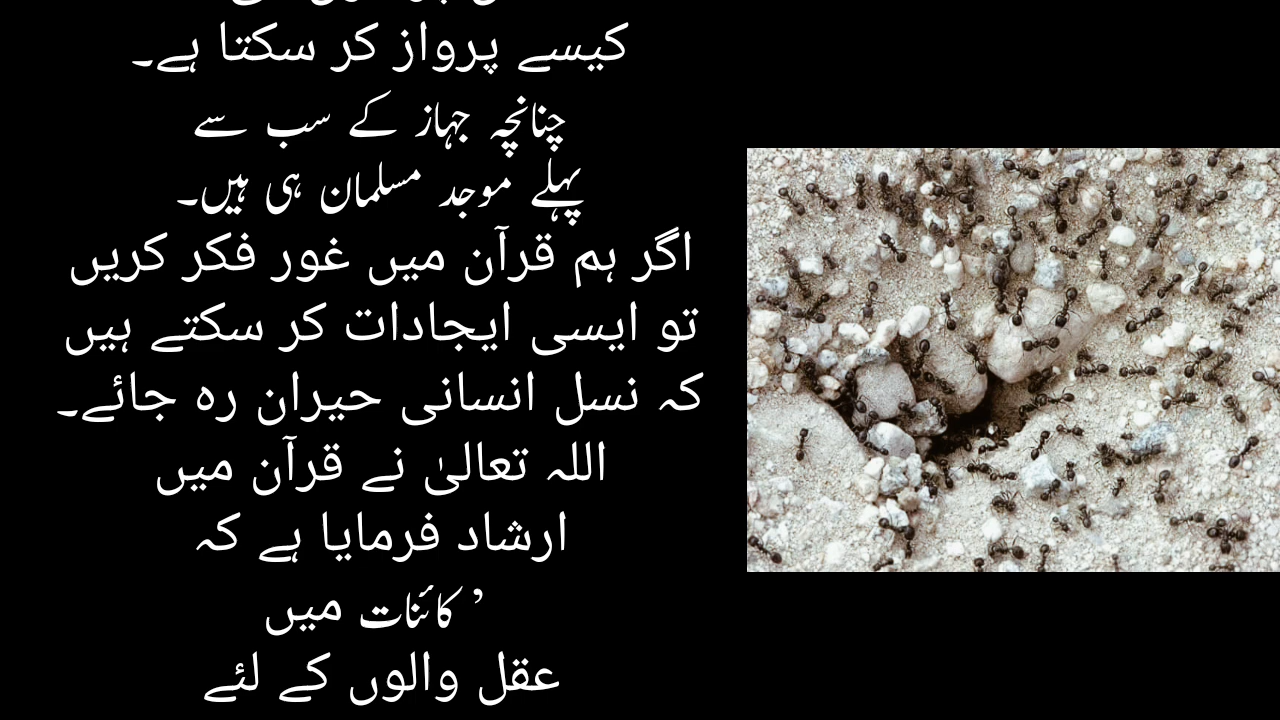 کیسے پرواز کر سکتا ہے۔
چنانچہ جہاز کے سب سے
پہلے موجد مسلمان ہی ہیں۔
اگر ہم قرآن میں غور فکر کریں
تو ایسی ایجادات کر سکتے ہیں
کہ نسل انسانی حیران رہ جائے۔
اللہ تعالیٰ نے قرآن میں
ارشاد فرمایا ہے کہ
’ کائنات میں
عقل والوں کے لئے